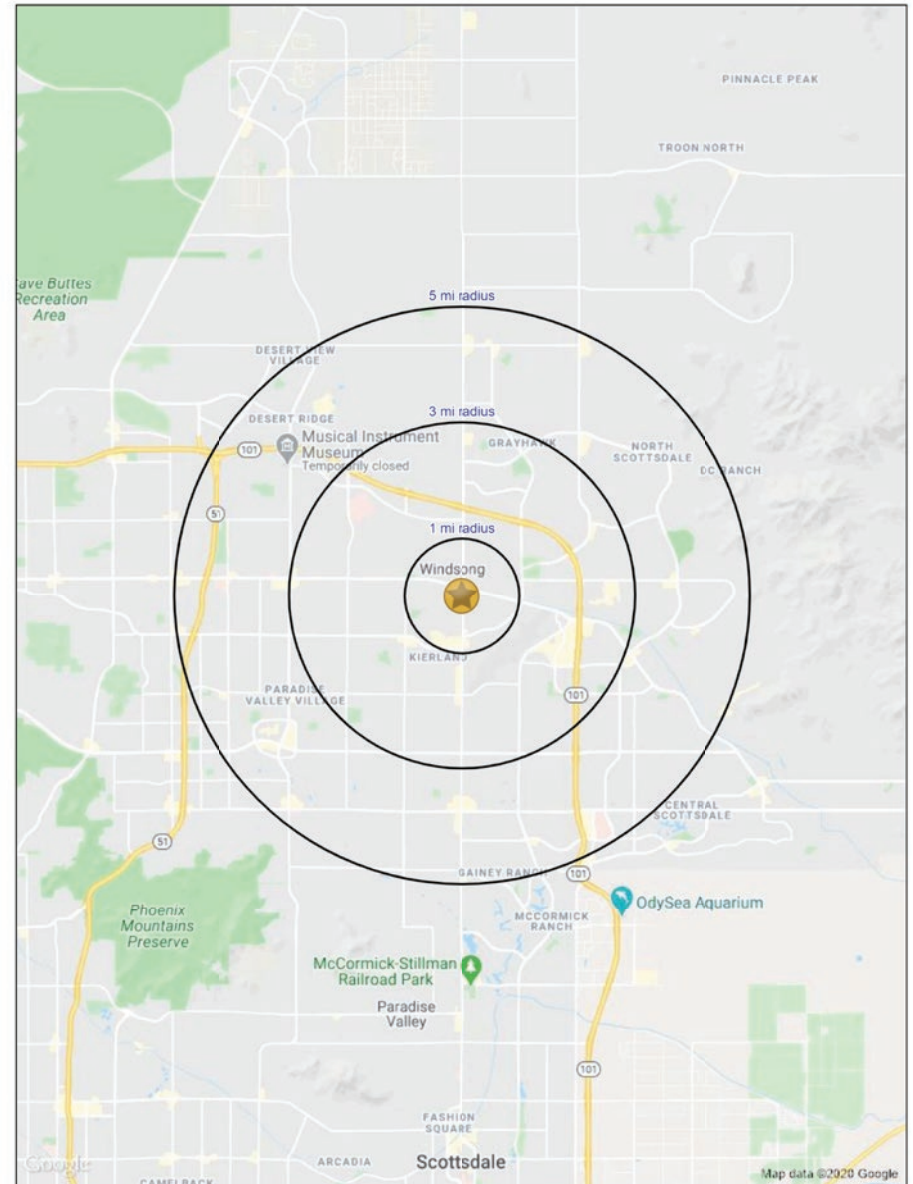 PINNACLE PEAK
TROON NORTH
ave Buttes
Recreation
Area
5 mi radius
DESERT VIEW
VILLAGE
3 mi radius
DESERT RIDGE
101
Musical Instrument
Museum
Temporarily closed
GRAYHAWK
NORTH
SCOTTSDALE
DC RANCH
51
1 mi radius
Windsong
KIERLAND
PARADISE
VALLEY VILLAGE
101
CENTRAL
SCOTTSDALE
51
GAINEY RANCH
101
OdySea Aquarium
Phoenix
Mountains
Preserve
MCCORMICK
RANCH
McCormick-Stillman
Railroad Park
Paradise
Valley
101
FASHION
SQUARE
Google
ARCADIA
Scottsdale
Map data ©2020 Google
CAMELBACK